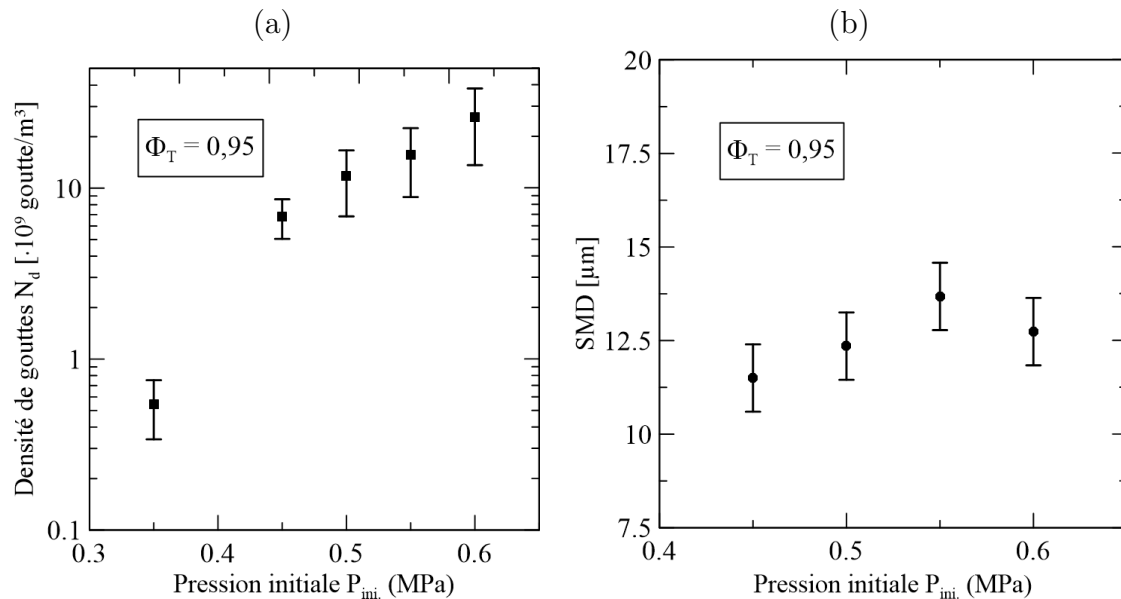 (a)
Densité de gouttes N_d [·10⁹ goutte/m³]
Φ_T = 0,95
10
1
0.1
0.3 0.4 0.5 0.6
Pression initiale P_ini. (MPa)
(b)
SMD [µm]
Φ_T = 0,95
20
17.5
15
12.5
10
7.5
0.4 0.5 0.6
Pression initiale P_ini. (MPa)